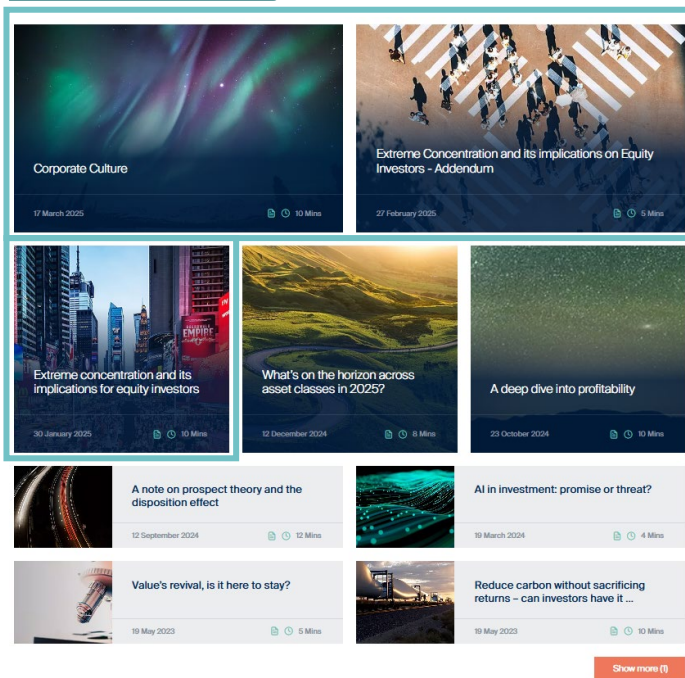 Corporate Culture
17 March 2025
10 Mins
Extreme Concentration and its implications on Equity
Investors - Addendum
27 February 2025
5 Mins
EMPIRE
Extreme concentration and its
implications for equity investors
30 January 2025
10 Mins
What's on the horizon across
asset classes in 2025?
12 December 2024
8 Mins
A deep dive into profitability
23 October 2024
10 Mins
A note on prospect theory and the
disposition effect
12 September 2024
12 Mins
AI in investment: promise or threat?
19 March 2024
4 Mins
Value's revival, is it here to stay?
19 May 2023
5 Mins
Reduce carbon without sacrificing
returns – can investors have it ...
19 May 2023
10 Mins
Show more (1)